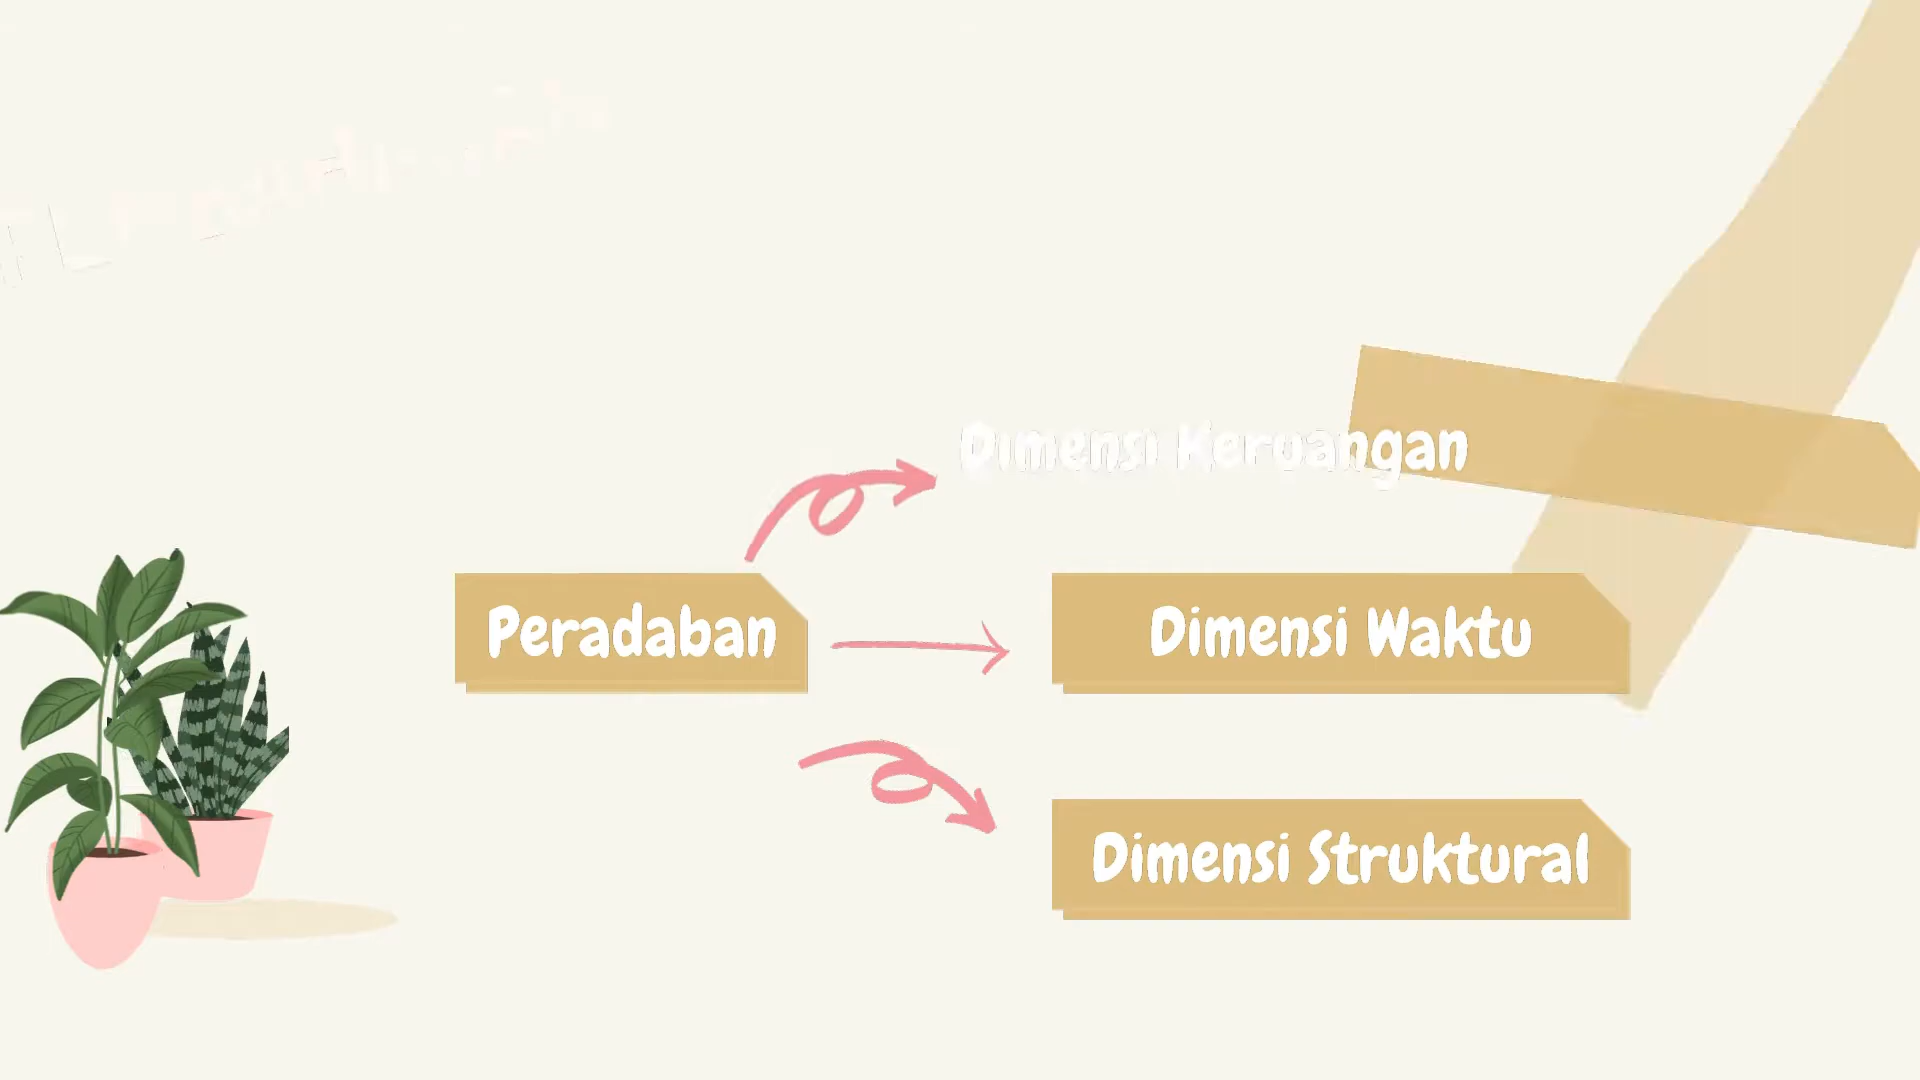 Dimensi Keruangan
Peradaban
Dimensi Waktu
Dimensi Struktural